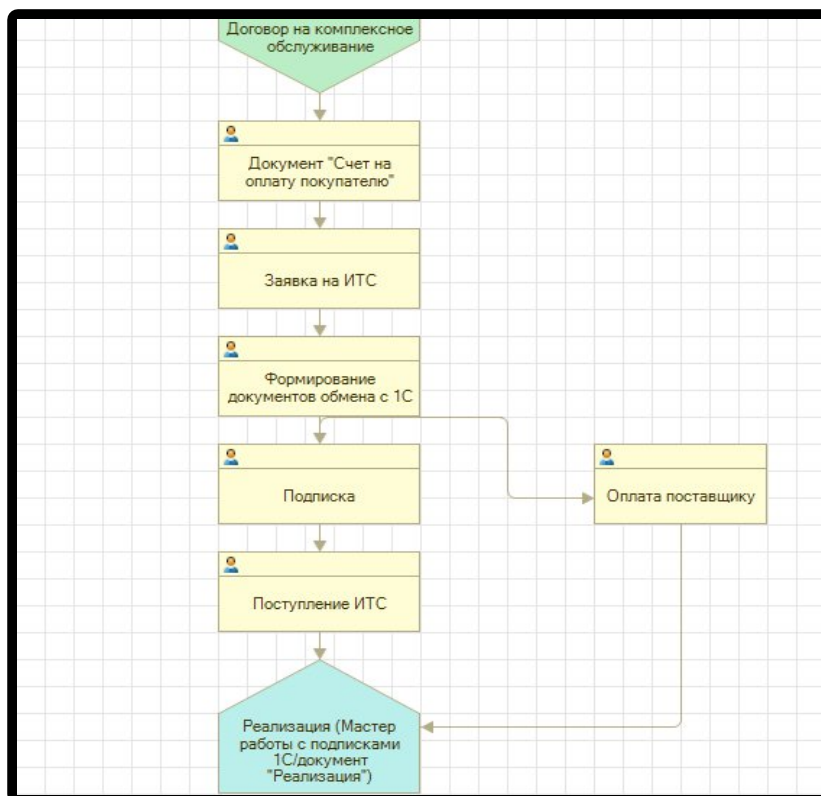 Договор на комплексное
обслуживание
Документ "Счет на
оплату покупателю"
Заявка на ИТС
Формирование
документов обмена с 1С
Подписка
Оплата поставщику
Поступление ИТС
Реализация (Мастер
работы с подписками
1С/документ
"Реализация")